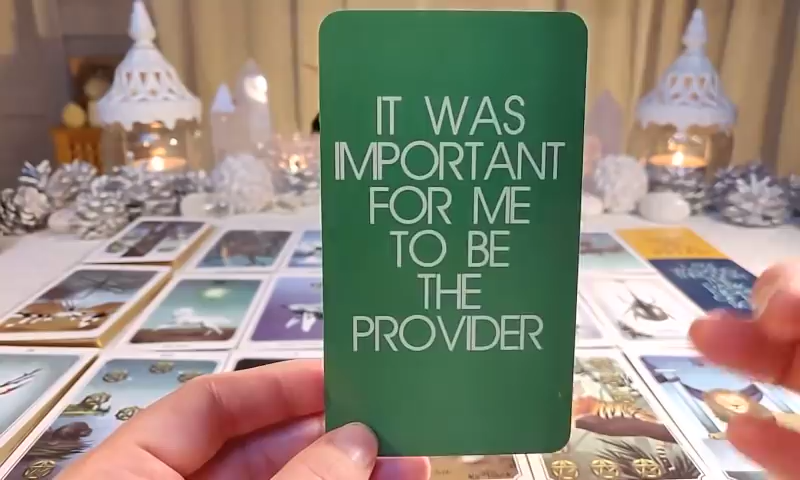 IT WAS
IMPORTANT
FOR ME
TO BE
THE
PROVIDER